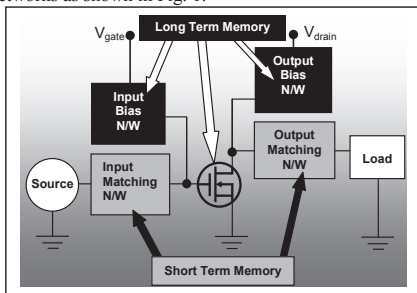 etworks as shown in Fig. 1.
Long Term Memory
Vgate
Vdrain
Input
Bias
N/W
Output
Bias
N/W
Source
Input
Matching
N/W
Output
Matching
N/W
Load
Short Term Memory